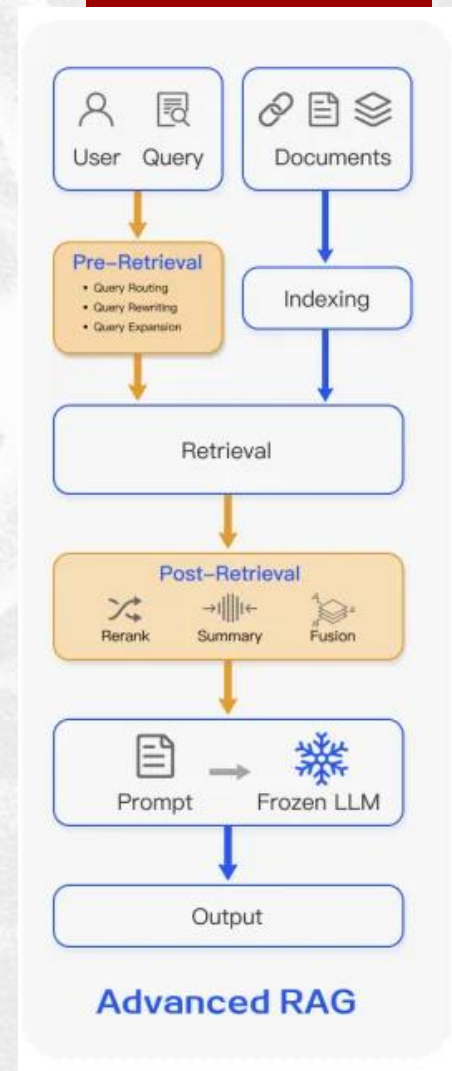 User Query
Documents
Pre-Retrieval
• Query Routing
• Query Rewriting
• Query Expansion
Indexing
Retrieval
Post-Retrieval
Rerank Summary Fusion
Prompt Frozen LLM
Output
Advanced RAG